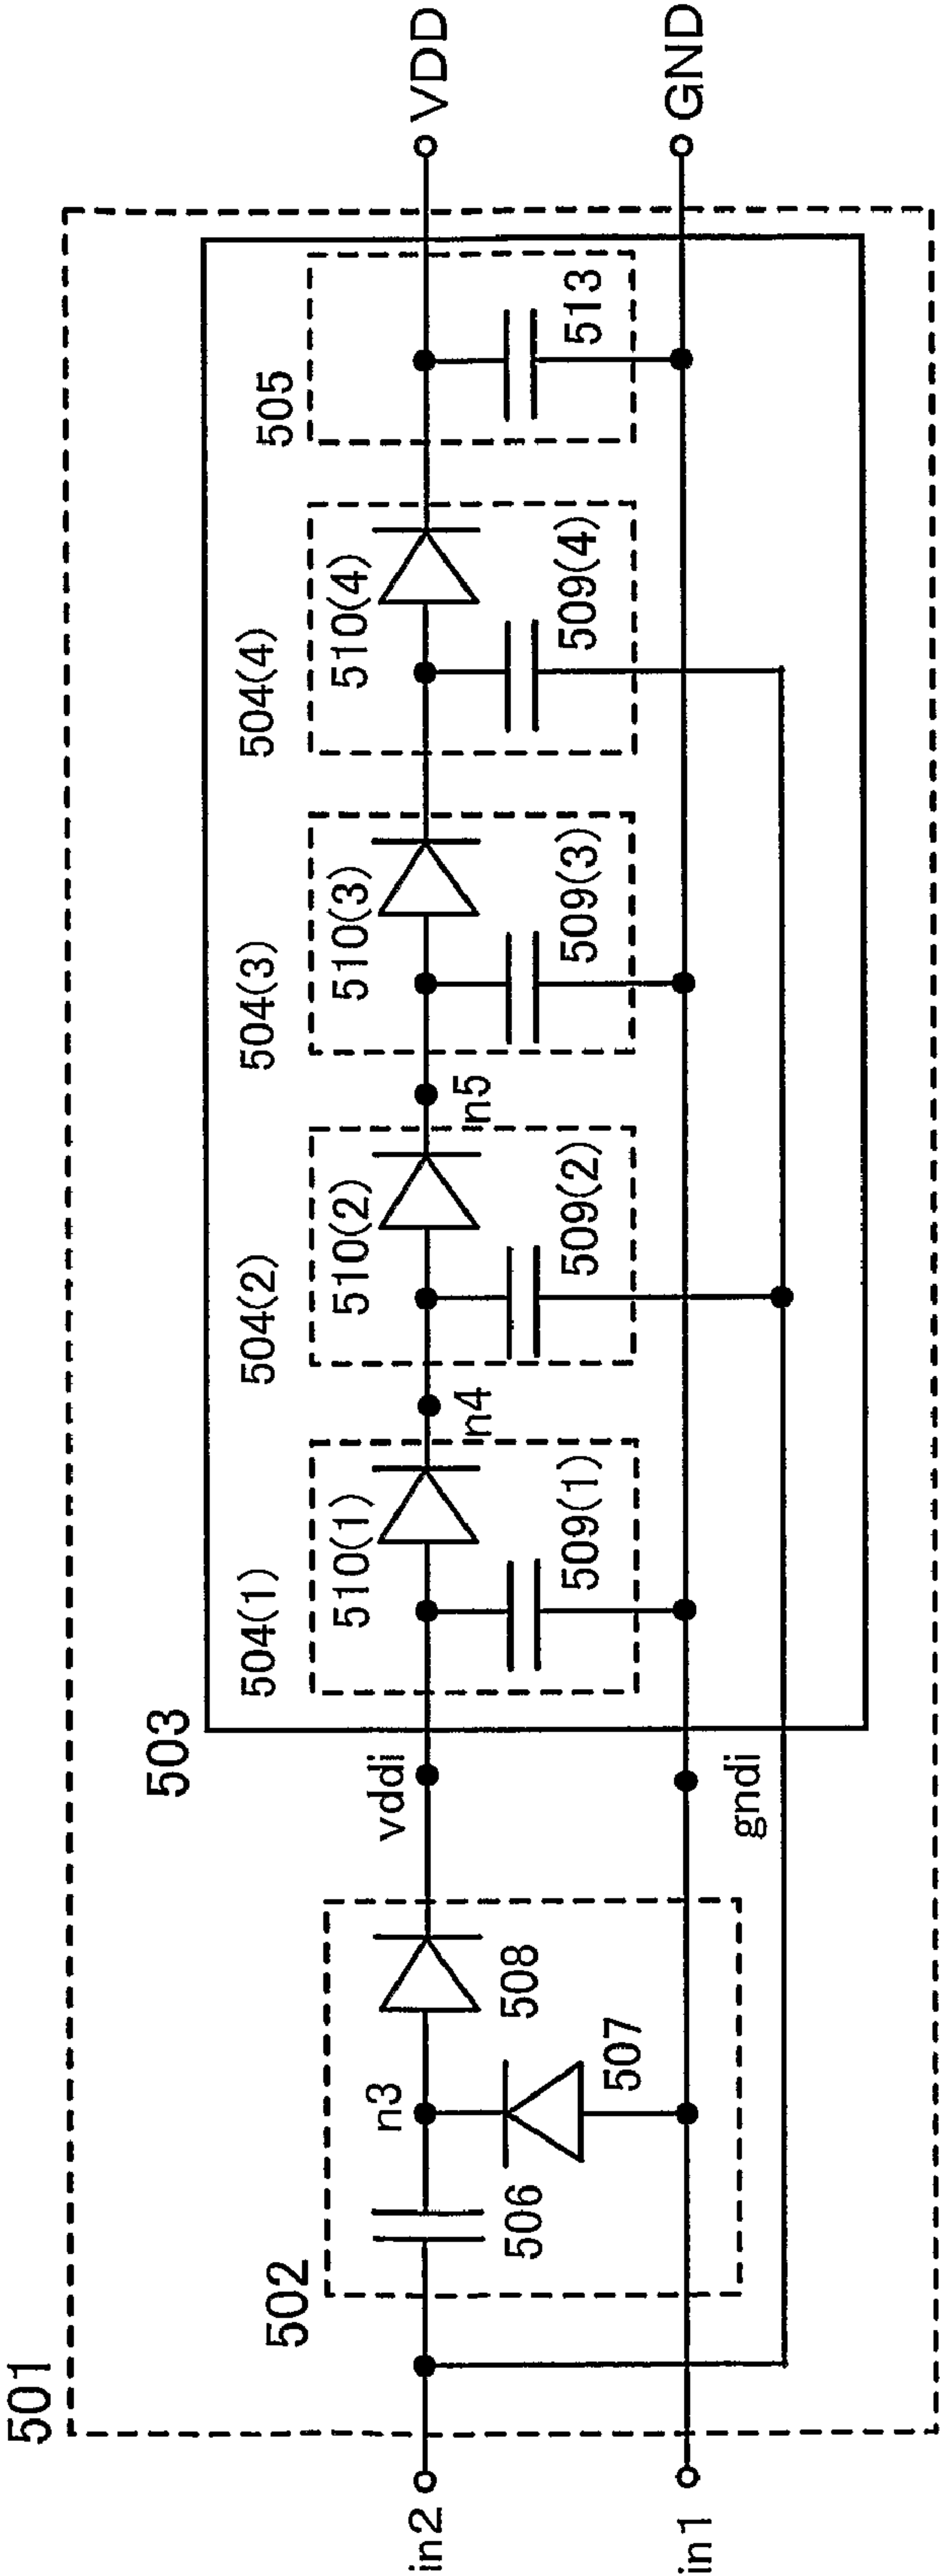 501
503
504(1)
504(2)
504(3)
504(4)
505
502
510(1)
510(2)
510(3)
510(4)
vddi
n3
n4
n5
VDD
in2
506
508
507
509(1)
509(2)
509(3)
509(4)
513
in1
gndi
GND